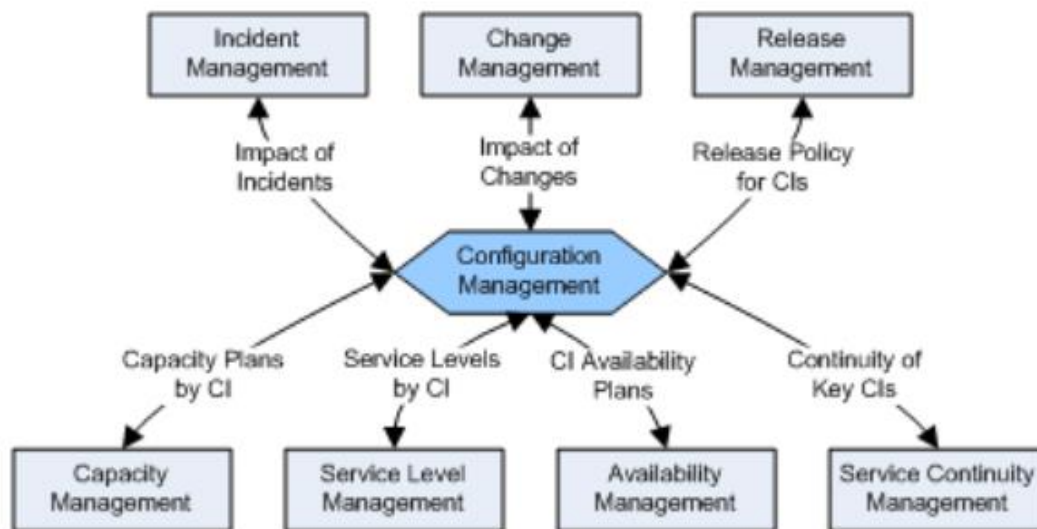 Incident
Management
Change
Management
Release
Management
Impact of
Incidents
Impact of
Changes
Release Policy
for CIs
Configuration
Management
Capacity Plans
by CI
Service Levels
by CI
CI Availability
Plans
Continuity of
Key CIs
Capacity
Management
Service Level
Management
Availability
Management
Service Continuity
Management